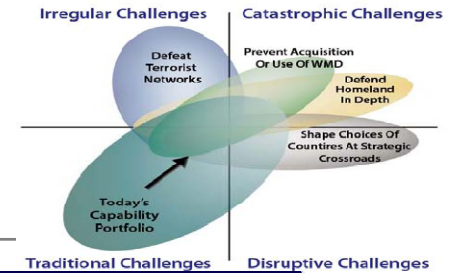 Irregular Challenges
Catastrophic Challenges
Defeat
Terrorist
Networks
Prevent Acquisition
Or Use Of WMD
Defend
Homeland
In Depth
Shape Choices Of
Countires At Strategic
Crossroads
Today's
Capability
Portfolio
Traditional Challenges
Disruptive Challenges